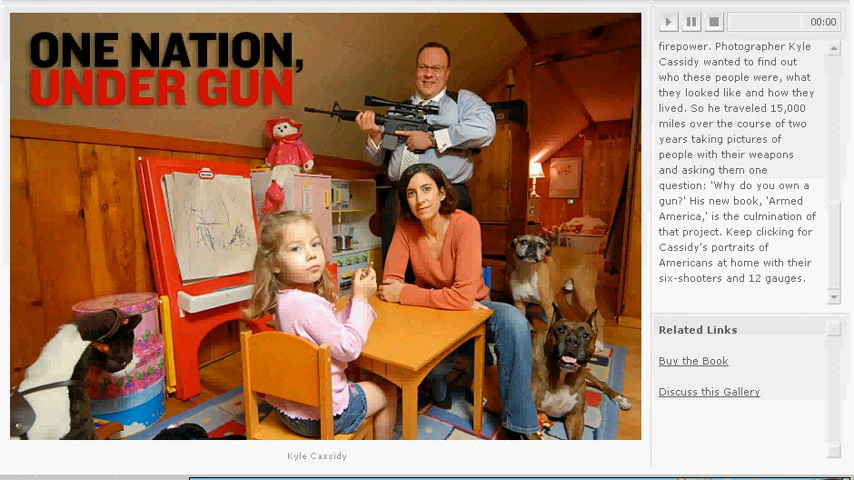 ONE NATION,
UNDER GUN
00:00
firepower. Photographer Kyle
Cassidy wanted to find out
who these people were, what
they looked like and how they
lived. So he traveled 15,000
miles over the course of two
years taking pictures of
people with their weapons
and asking them one
question: 'Why do you own a
gun?' His new book, 'Armed
America,' is the culmination of
that project. Keep clicking for
Cassidy's portraits of
Americans at home with their
six-shooters and 12 gauges.
Related Links
Buy the Book
Discuss this Gallery
Kyle Cassidy